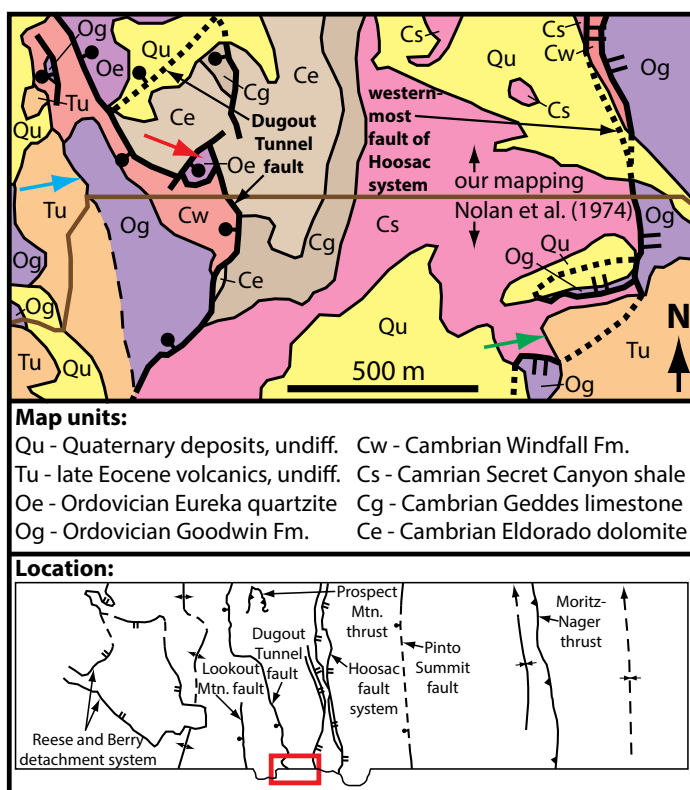 Og
Qu
Oe
Tu
Qu
Ce
Cg
Ce
Dugout
Tunnel
fault
Oe
Cs
Cs
Cw
Og
Qu
Cs
western-
most
fault of
Hoosac
system
our mapping
Nolan et al. (1974)
Tu
Og
Cw
Cs
Og
Cg
Ce
Og
Qu
Og
Og
Tu
Qu
Qu
500 m
Og
Tu
N
Map units:
Qu - Quaternary deposits, undiff.
Tu - late Eocene volcanics, undiff.
Oe - Ordovician Eureka quartzite
Og - Ordovician Goodwin Fm.
Cw - Cambrian Windfall Fm.
Cs - Camrian Secret Canyon shale
Cg - Cambrian Geddes limestone
Ce - Cambrian Eldorado dolomite
Location:
Prospect
Mtn.
thrust
Moritz-
Nager
thrust
Dugout
Tunnel
fault
Lookout
Mtn. fault
Hoosac
fault
system
Pinto
Summit
fault
Reese and Berry
detachment system